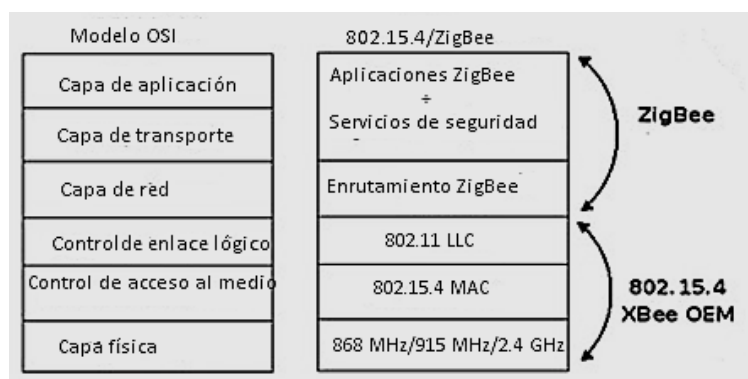 Modelo OSI
Capa de aplicación
Capa de transporte
Capa de red
Controlde enlace lógico
Control de acceso al medio
Capa física
802.15.4/ZigBee
Aplicaciones ZigBee
+
Servicios de seguridad
Enrutamiento ZigBee
802.11 LLC
802.15.4 MAC
868 MHz/915 MHz/2.4 GHz
ZigBee
802.15.4
XBee OEM